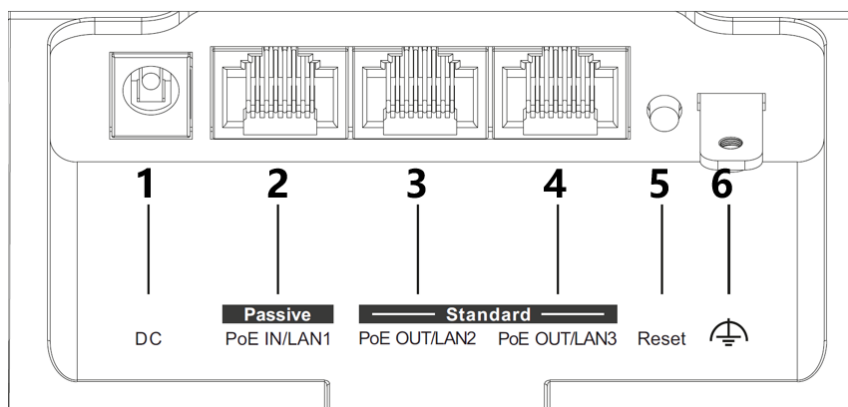 1 2 3 4 5 6
Passive Standard
DC PoE IN/LAN1 PoE OUT/LAN2 PoE OUT/LAN3 Reset